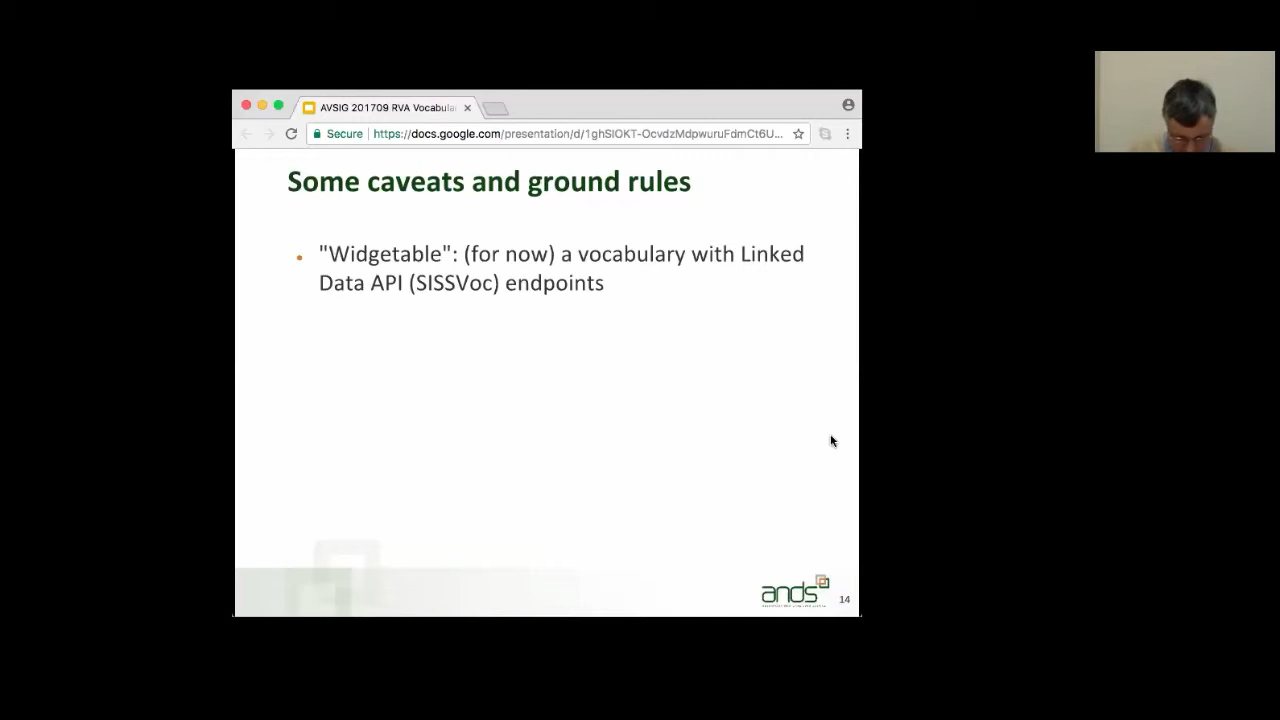 AVSIG 201709 RVA Vocabula
Secure
https://docs.google.com/presentation/d/1ghSIOKT-OcvdzMdpwuruFdmCt6U...
Some caveats and ground rules
"Widgetable": (for now) a vocabulary with Linked
Data API (SISSVoc) endpoints
ands
14